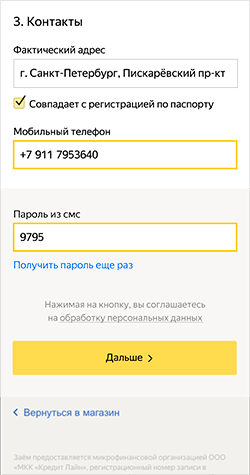 3. Контакты
Фактический адрес
г. Санкт-Петербург, Пискарёвский пр-кт
Совпадает с регистрацией по паспорту
Мобильный телефон
+7 911 7953640
Пароль из смс
9795
Получить пароль еще раз
Нажимая на кнопку, вы соглашаетесь
на обработку персональных данных
Дальше
Вернуться в магазин
Заём предоставляется микрофинансовой организацией ООО
«МКК «Кредит Лайн», регистрационный номер записи в